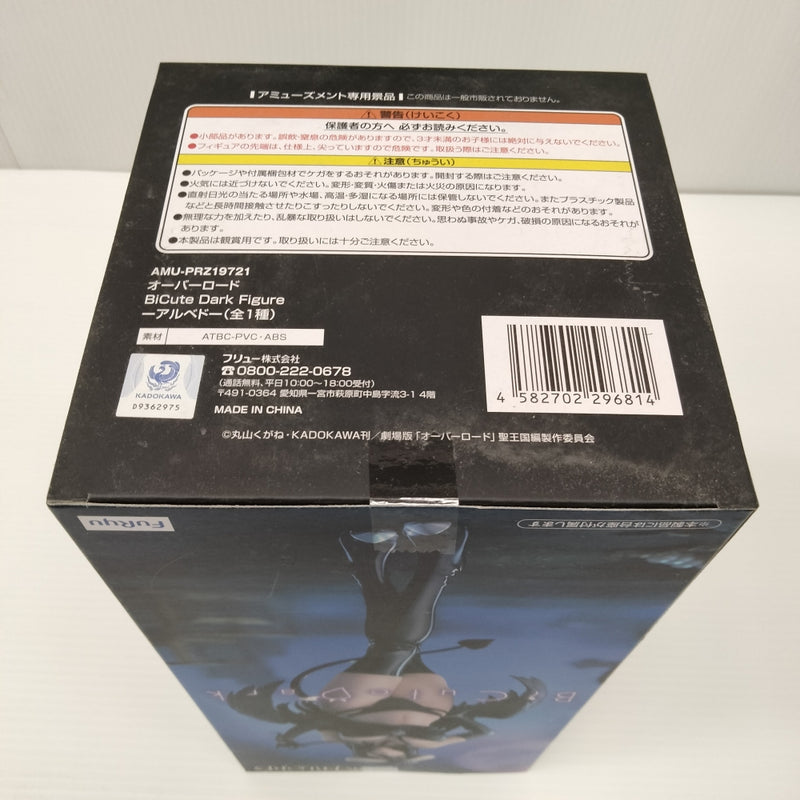 アミューズメント専用景品 この商品は一般市販されておりません。
警告(けいこく)
保護者の方へ 必ずお読みください。
●小部品があります。誤飲・窒息の危険がありますので、3才未満のお子様には絶対に与えないでください。
●フィギュアの先端は、仕様上、尖っていますので危険です。取扱う際はご注意ください。
注意(ちゅうい)
●パッケージや付属梱包材でケガをするおそれがあります。開封する際はご注意ください。
●火気には近づけないでください。変形・変質・火傷または火災の原因になります。
●直射日光の当たる場所や水場、高温・多湿になる場所には保管しないでください。またプラスチック製品
などと長時間接触させたりこすったりしないでください。変形や色の付着などのおそれがあります。
●無理な力を加えたり、乱暴な取り扱いはしないでください。思わぬ事故やケガ、破損の原因になるおそれが
あります。
●本製品は観賞用です。取り扱いには十分ご注意ください。
AMU-PRZ19721
オーバーロード
BiCute Dark Figure
ーアルベドー(全1種)
素材 ATBC-PVC・ABS
フリュー株式会社
☎0800-222-0678
(通話無料、平日10:00〜18:00受付)
〒491-0364 愛知県一宮市萩原町中島字流3-1 4階
MADE IN CHINA
KADOKAWA
D9362975
4 582702 296814
©丸山くがね・KADOKAWA刊/劇場版「オーバーロード」聖王国編製作委員会
FuRyu
※本製品には台座が付属します
BiCute Dark